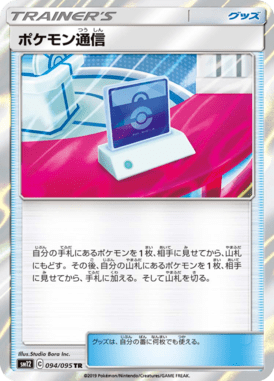 TRAINER'S グッズ
ポケモン通信
自分の手札にあるポケモンを1枚、相手に見せてから、山札
にもどす。その後、自分の山札にあるポケモンを1枚、相手
に見せてから、手札に加える。そして山札を切る。
Illus.Studio Bora Inc.
sm12 C 094/095 TR
グッズは、自分の番に何枚でも使える。
©2019 Pokémon/Nintendo/Creatures/GAME FREAK.